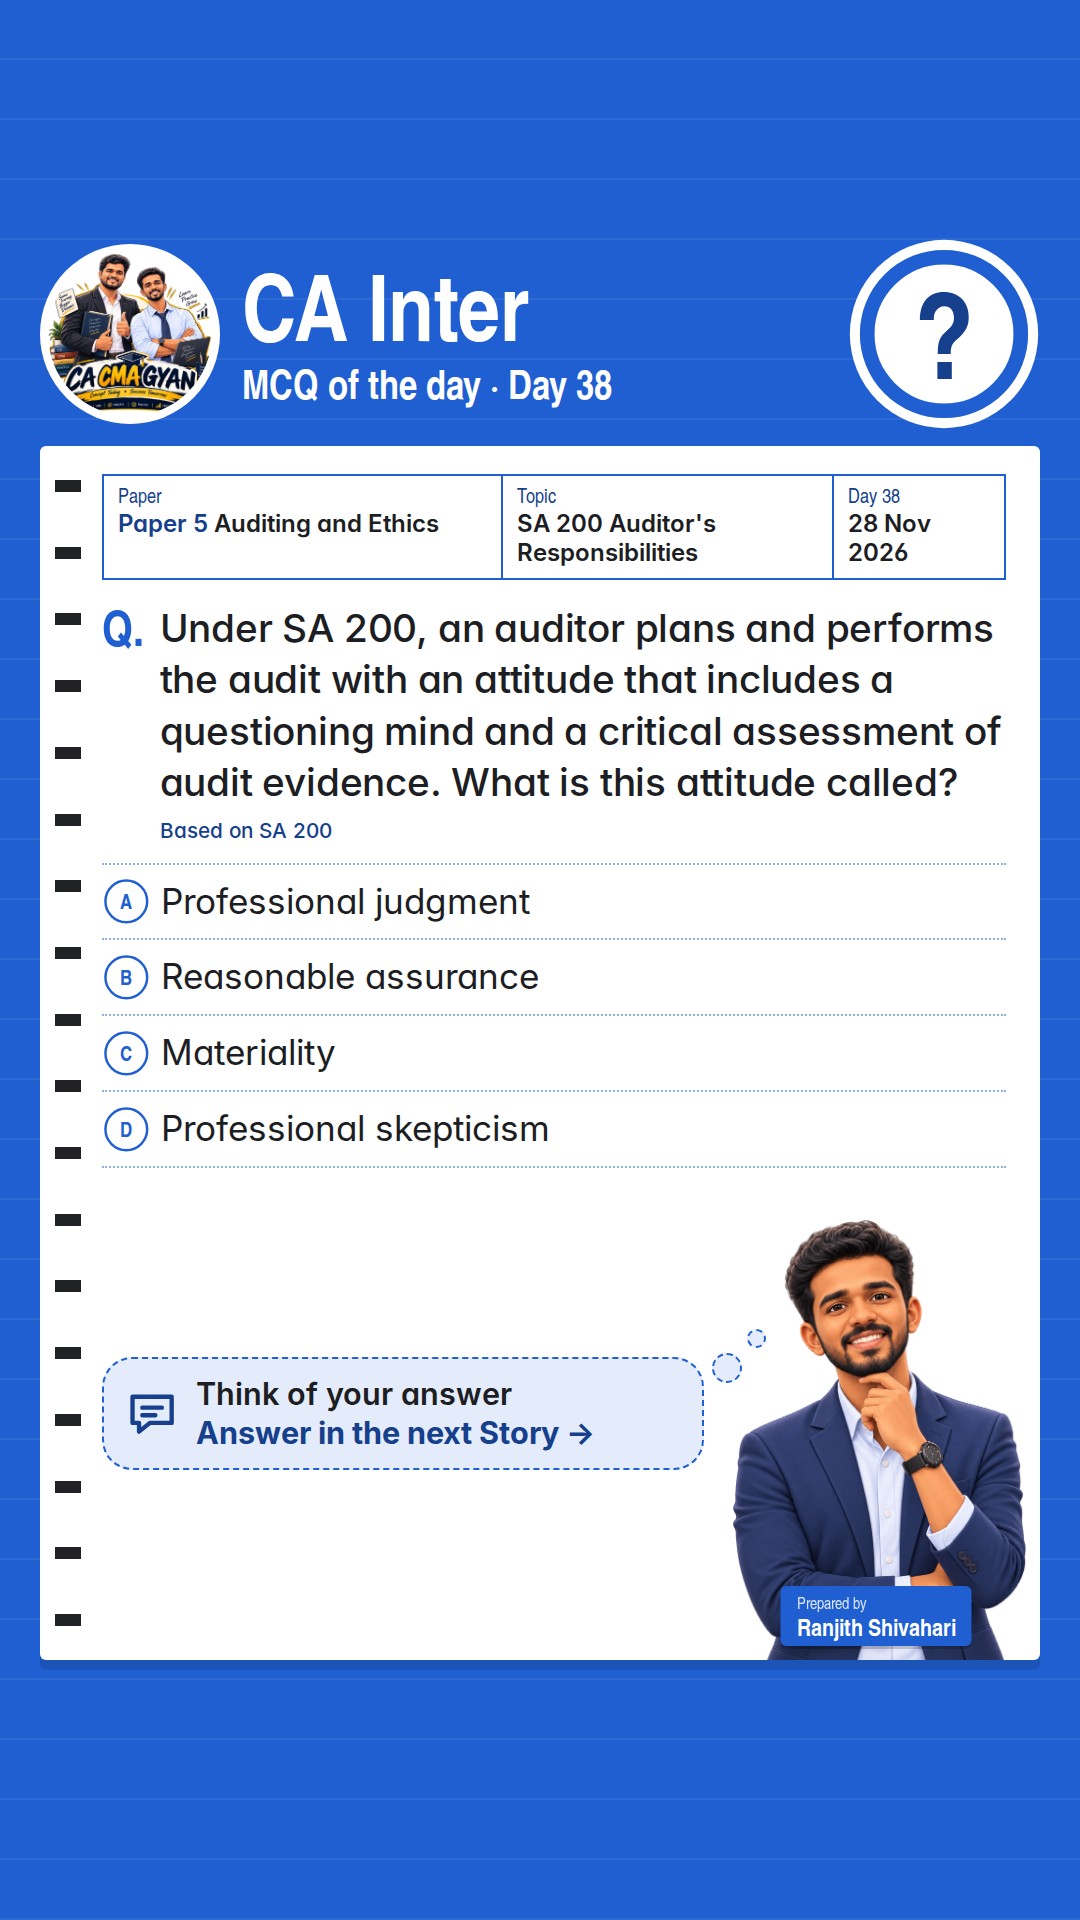 CA CMA GYAN
CA Inter
MCQ of the day · Day 38
?
Paper
Paper 5 Auditing and Ethics
Topic
SA 200 Auditor's
Responsibilities
Day 38
28 Nov
2026
Q. Under SA 200, an auditor plans and performs
the audit with an attitude that includes a
questioning mind and a critical assessment of
audit evidence. What is this attitude called?
Based on SA 200
A Professional judgment
B Reasonable assurance
C Materiality
D Professional skepticism
Think of your answer
Answer in the next Story →
Prepared by
Ranjith Shivahari